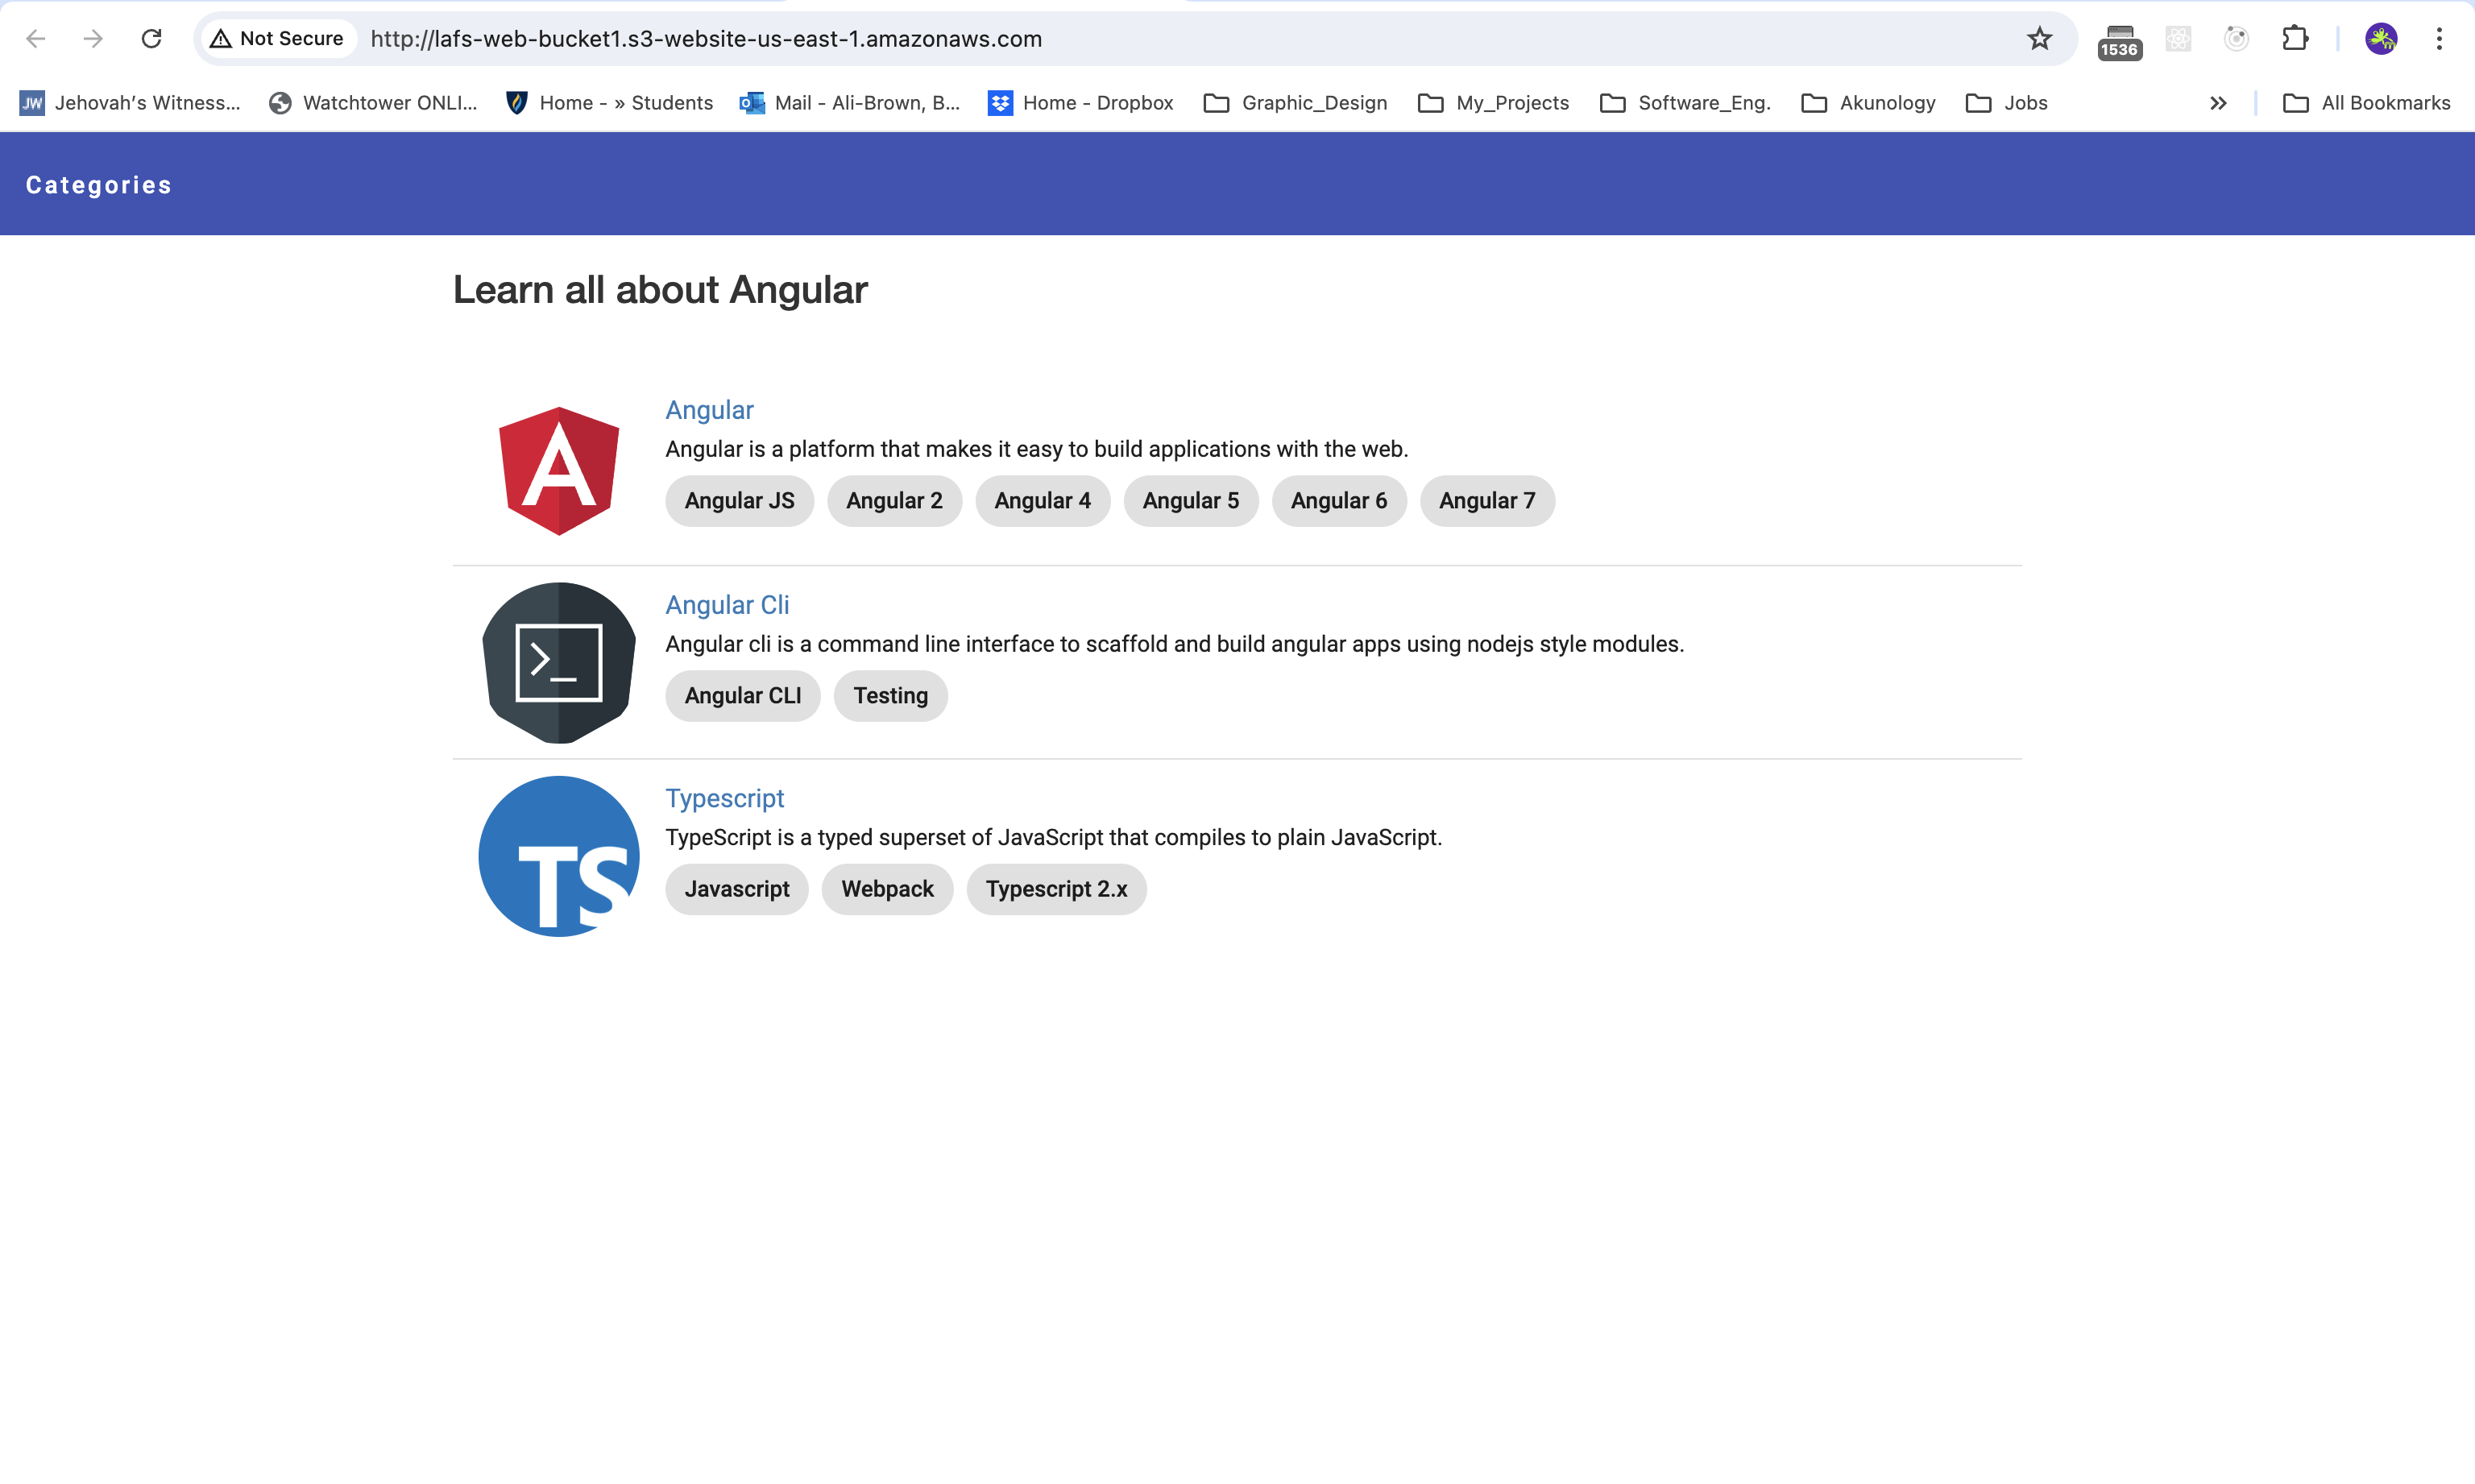 Not Secure http://lafs-web-bucket1.s3-website-us-east-1.amazonaws.com 1536
JW Jehovah's Witness... Watchtower ONLI... Home - » Students Mail - Ali-Brown, B... Home - Dropbox Graphic_Design My_Projects Software_Eng. Akunology Jobs » All Bookmarks
Categories
Learn all about Angular
A
Angular
Angular is a platform that makes it easy to build applications with the web.
Angular JS Angular 2 Angular 4 Angular 5 Angular 6 Angular 7
Angular Cli
Angular cli is a command line interface to scaffold and build angular apps using nodejs style modules.
Angular CLI Testing
TS
Typescript
TypeScript is a typed superset of JavaScript that compiles to plain JavaScript.
Javascript Webpack Typescript 2.x